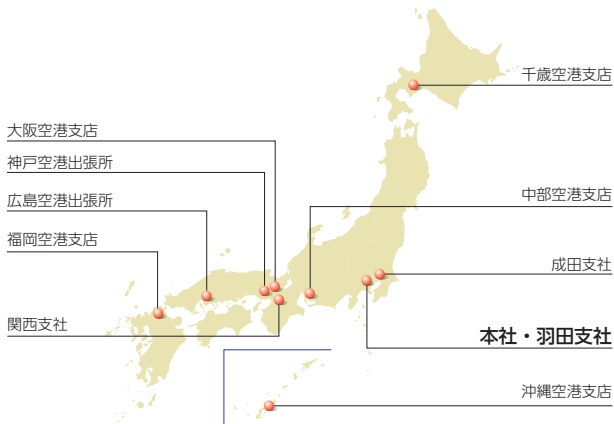 千歳空港支店
大阪空港支店
神戸空港出張所
広島空港出張所
中部空港支店
福岡空港支店
成田支社
関西支社
本社・羽田支社
沖縄空港支店